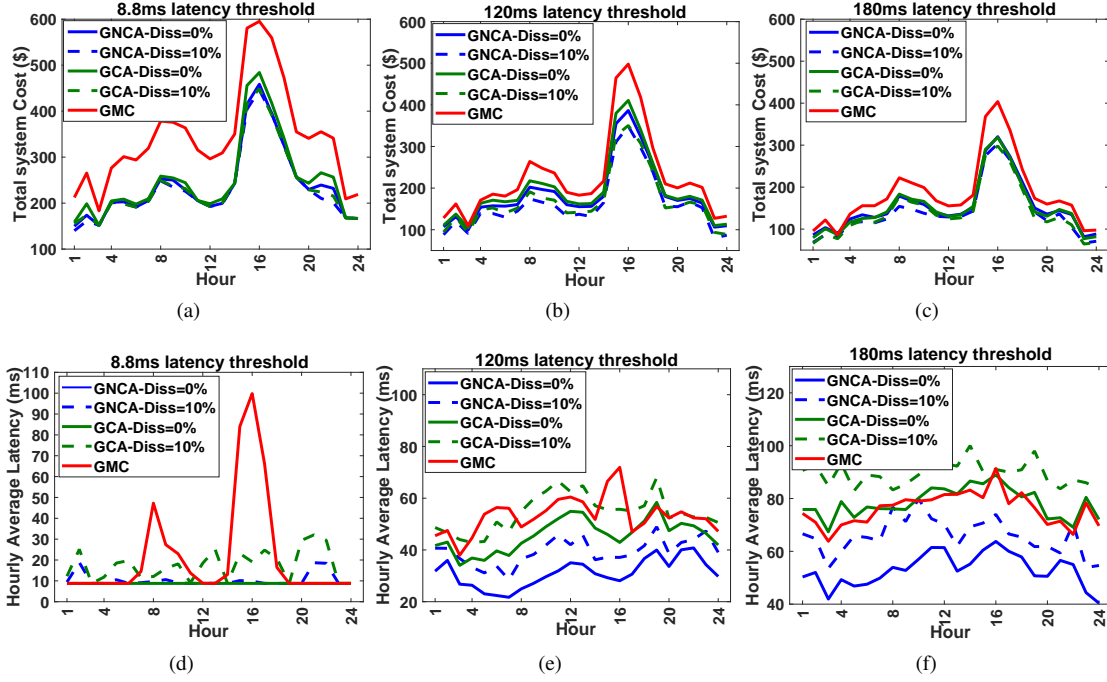 8.8ms latency threshold
Total system Cost ($)
600
500
400
300
200
100
GNCA-Diss=0%
GNCA-Diss=10%
GCA-Diss=0%
GCA-Diss=10%
GMC
1
4
8
12
16
20
24
Hour
(a)
120ms latency threshold
Total system Cost ($)
600
500
400
300
200
100
GNCA-Diss=0%
GNCA-Diss=10%
GCA-Diss=0%
GCA-Diss=10%
GMC
1
4
8
12
16
20
24
Hour
(b)
180ms latency threshold
Total system Cost ($)
600
500
400
300
200
100
GNCA-Diss=0%
GNCA-Diss=10%
GCA-Diss=0%
GCA-Diss=10%
GMC
1
4
8
12
16
20
24
Hour
(c)
8.8ms latency threshold
Hourly Average Latency (ms)
110
100
90
80
70
60
50
40
30
20
10
0
GNCA-Diss=0%
GNCA-Diss=10%
GCA-Diss=0%
GCA-Diss=10%
GMC
1
4
8
12
16
20
24
Hour
(d)
120ms latency threshold
Hourly Average Latency (ms)
110
80
60
40
20
GNCA-Diss=0%
GNCA-Diss=10%
GCA-Diss=0%
GCA-Diss=10%
GMC
1
4
8
12
16
20
24
Hour
(e)
180ms latency threshold
Hourly Average Latency (ms)
120
100
80
60
40
GNCA-Diss=0%
GNCA-Diss=10%
GCA-Diss=0%
GCA-Diss=10%
GMC
1
4
8
12
16
20
24
Hour
(f)